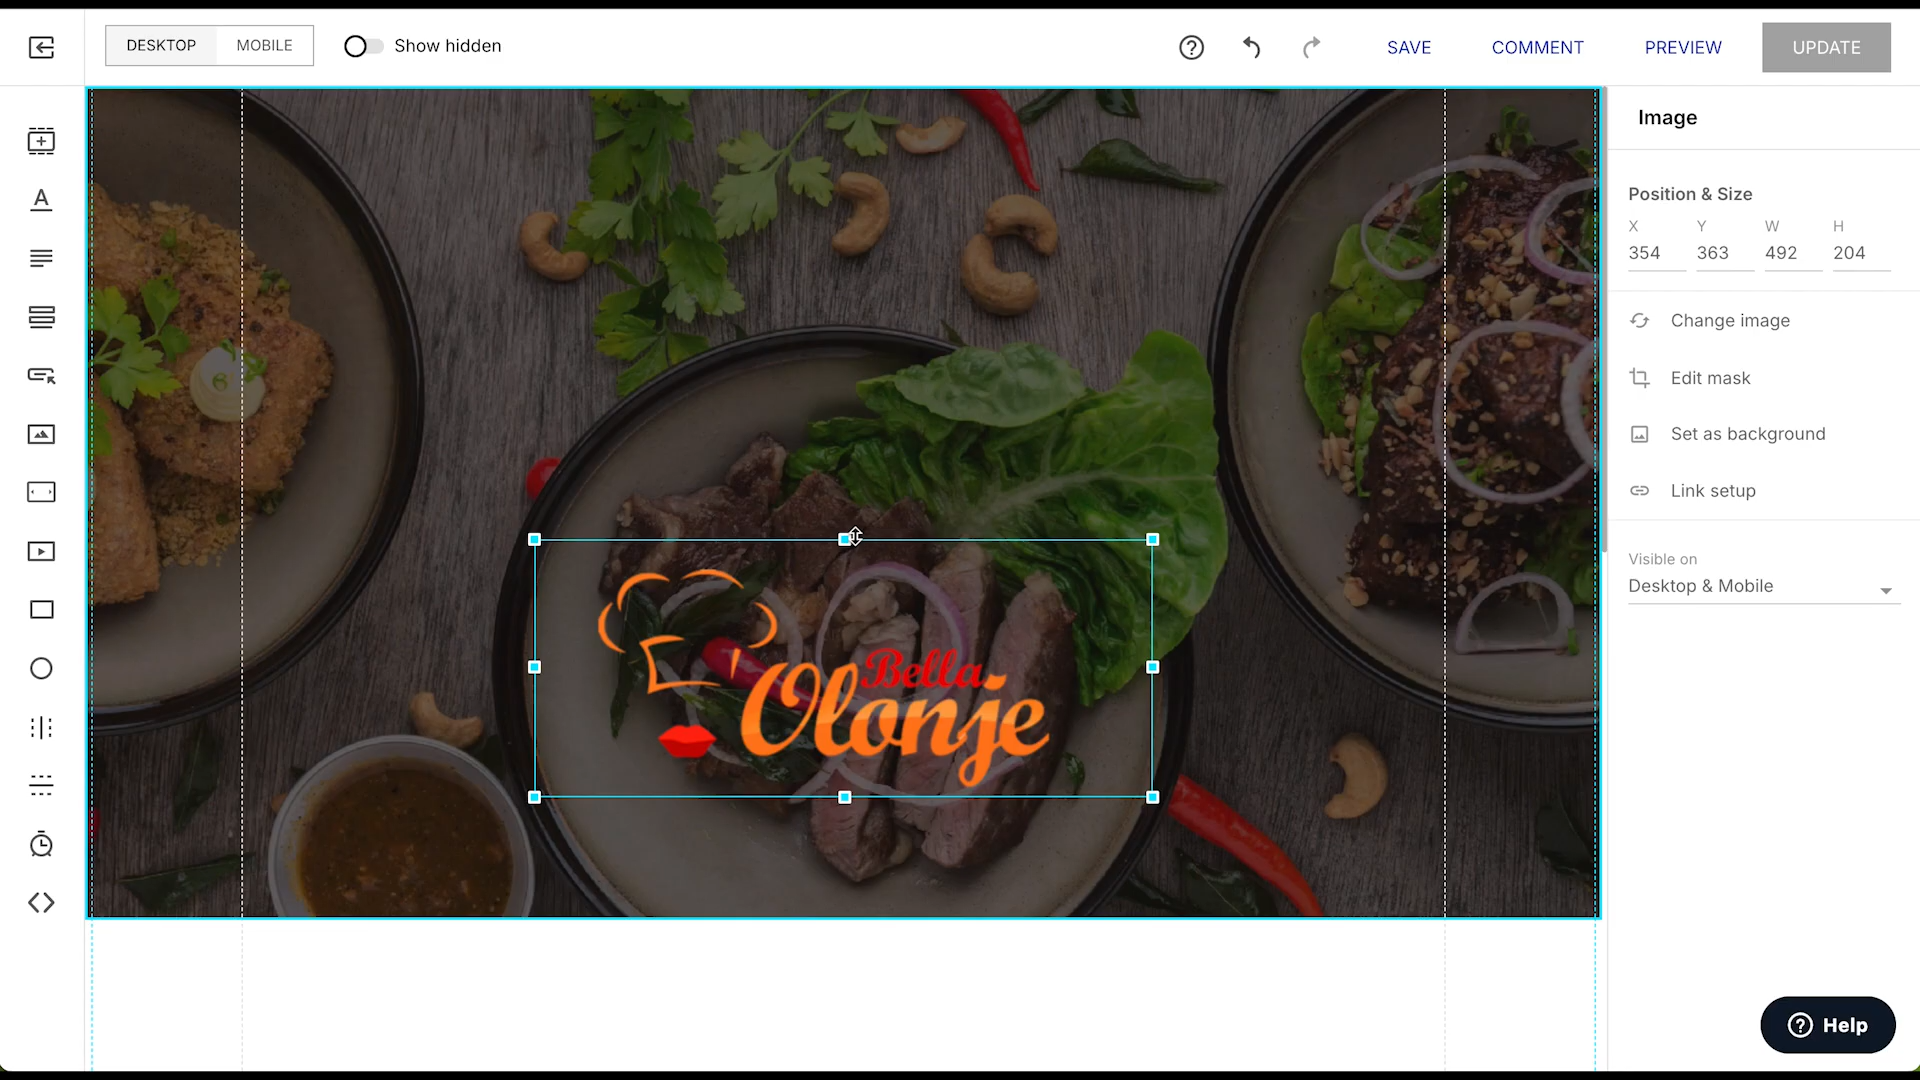 DESKTOP MOBILE Show hidden SAVE COMMENT PREVIEW UPDATE
Image
Position & Size
X Y W H
354 363 492 204
Change image
Edit mask
Set as background
Link setup
Visible on
Desktop & Mobile
Bella
'Olonje
Help